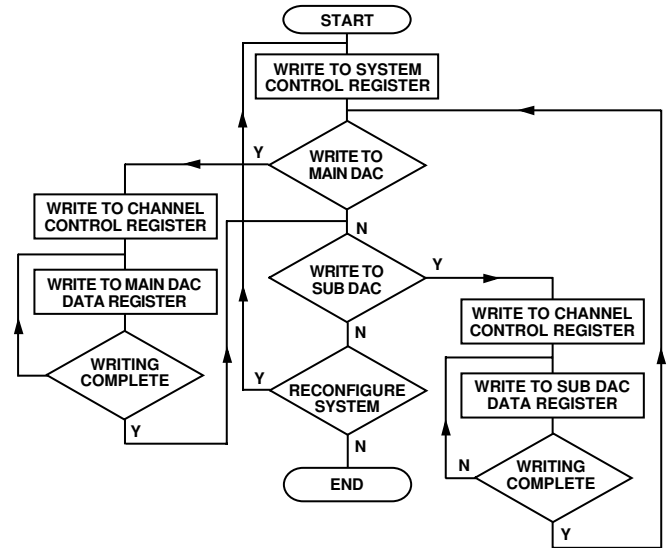 START
WRITE TO SYSTEM
CONTROL REGISTER
Y
WRITE TO
MAIN DAC
N
WRITE TO CHANNEL
CONTROL REGISTER
WRITE TO MAIN DAC
DATA REGISTER
WRITING
COMPLETE
Y
WRITE TO
SUB DAC
Y
N
WRITE TO CHANNEL
CONTROL REGISTER
WRITE TO SUB DAC
DATA REGISTER
N
WRITING
COMPLETE
Y
Y
RECONFIGURE
SYSTEM
N
END